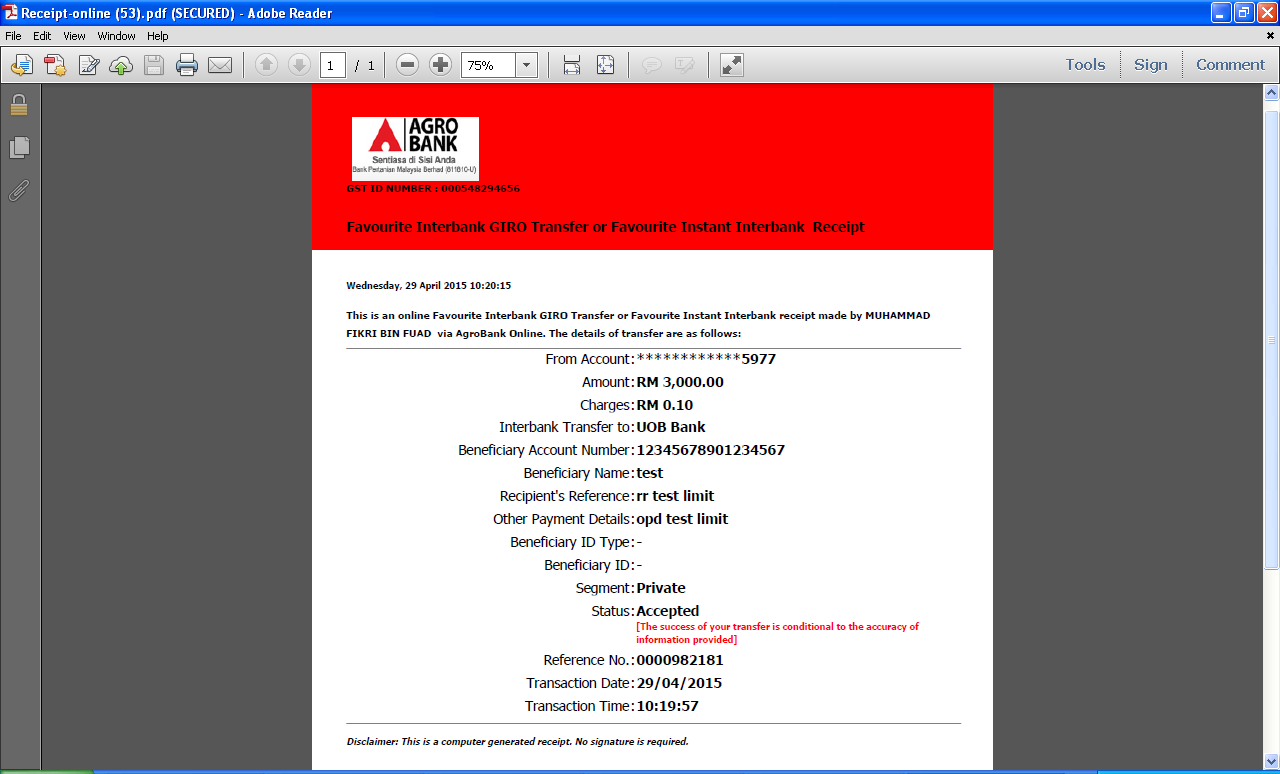 Receipt-online (53).pdf (SECURED) - Adobe Reader
File Edit View Window Help
1 / 1 75% Tools Sign Comment
AGRO
BANK
Sentiasa di Sisi Anda
Bank Pertanian Malaysia Berhad (811810-U)
GST ID NUMBER : 000548294656
Favourite Interbank GIRO Transfer or Favourite Instant Interbank Receipt
Wednesday, 29 April 2015 10:20:15
This is an online Favourite Interbank GIRO Transfer or Favourite Instant Interbank receipt made by MUHAMMAD
FIKRI BIN FUAD via AgroBank Online. The details of transfer are as follows:
From Account:************5977
Amount:RM 3,000.00
Charges:RM 0.10
Interbank Transfer to:UOB Bank
Beneficiary Account Number:12345678901234567
Beneficiary Name:test
Recipient's Reference:rr test limit
Other Payment Details:opd test limit
Beneficiary ID Type:-
Beneficiary ID:-
Segment:Private
Status:Accepted
[The success of your transfer is conditional to the accuracy of
information provided]
Reference No.:0000982181
Transaction Date:29/04/2015
Transaction Time:10:19:57
Disclaimer: This is a computer generated receipt. No signature is required.